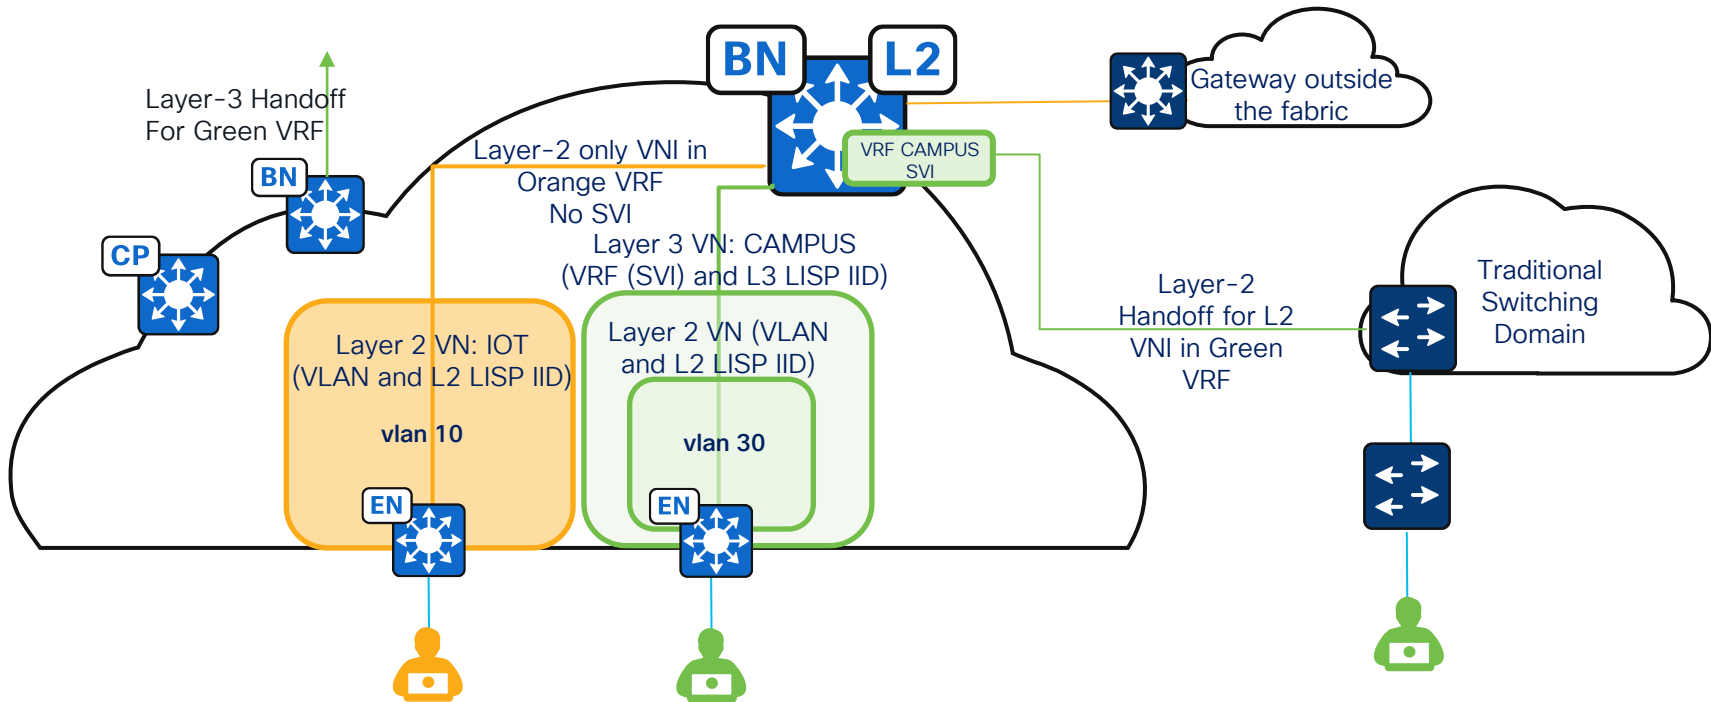 BN
L2
Gateway outside
the fabric
Layer-3 Handoff
For Green VRF
BN
CP
Layer-2 only VNI in
Orange VRF
No SVI
VRF CAMPUS
SVI
Layer 3 VN: CAMPUS
(VRF (SVI) and L3 LISP IID)
Layer 2 VN: IOT
(VLAN and L2 LISP IID)
vlan 10
Layer 2 VN (VLAN
and L2 LISP IID)
vlan 30
EN
EN
Layer-2
Handoff for L2
VNI in Green
VRF
Traditional
Switching
Domain